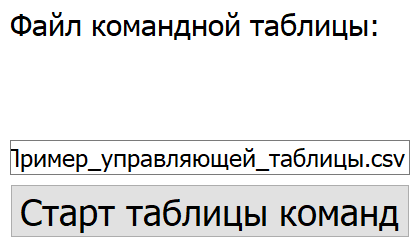 Файл командной таблицы:
Пример_управляющей_таблицы.csv
Старт таблицы команд